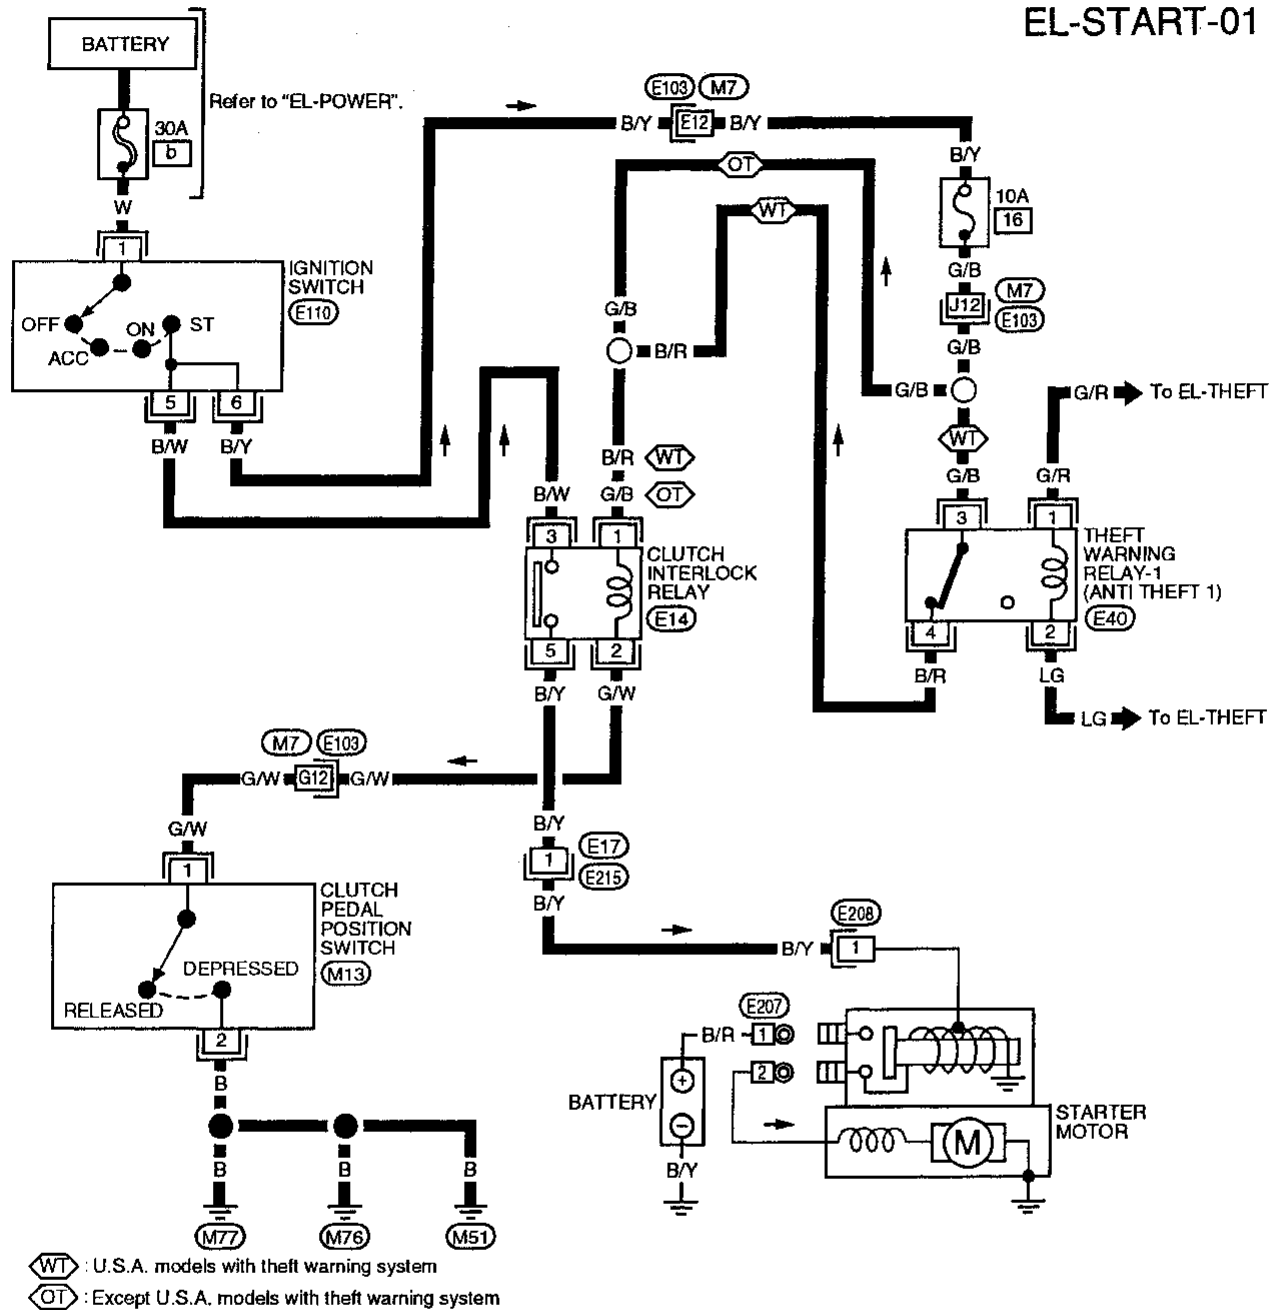 EL-START-01
BATTERY
Refer to "EL-POWER".
30A
b
W
1
IGNITION
SWITCH
E110
OFF
ACC
ON
ST
5
6
B/W
B/Y
E103
M7
B/Y
E12
B/Y
OT
WT
B/Y
10A
16
G/B
J12
M7
E103
G/B
G/B
B/R
G/B
WT
G/R
To EL-THEFT
B/R
WT
G/B
G/R
B/W
G/B
OT
3
1
CLUTCH
INTERLOCK
RELAY
E14
5
2
B/Y
G/W
3
1
THEFT
WARNING
RELAY-1
(ANTI THEFT 1)
E40
4
2
B/R
LG
LG
To EL-THEFT
M7
E103
G/W
G12
G/W
G/W
1
CLUTCH
PEDAL
POSITION
SWITCH
M13
DEPRESSED
RELEASED
2
B
B
B
B
M77
M76
M51
B/Y
1
E17
E215
B/Y
B/Y
E208
1
E207
B/R
1
2
BATTERY
+
−
B/Y
M
STARTER
MOTOR
WT : U.S.A. models with theft warning system
OT : Except U.S.A. models with theft warning system